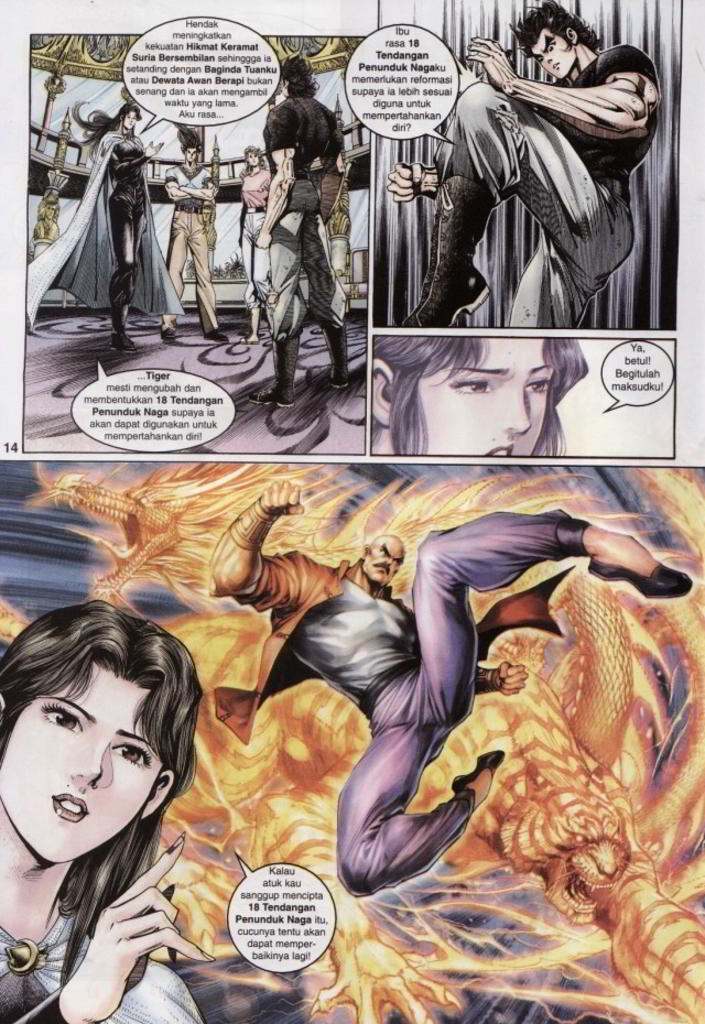 Hendak
meningkatkan
kekuatan Hikmat Keramat
Suria Bersembilan sehinggga ia
setanding dengan Baginda Tuanku
atau Dewata Awan Berapi bukan
senang dan ia akan mengambil
waktu yang lama.
Aku rasa...
...Tiger
mesti mengubah dan
membentukkan 18 Tendangan
Penunduk Naga supaya ia
akan dapat digunakan untuk
mempertahankan diri!
Ibu
rasa 18
Tendangan
Penunduk Nagaku
memerlukan reformasi
supaya ia lebih sesuai
diguna untuk
mempertahankan
diri?
Ya,
betul!
Begitulah
maksudku!
14
Kalau
atuk kau
sanggup mencipta
18 Tendangan
Penunduk Naga itu,
cucunya tentu akan
dapat memper-
baikinya lagi!